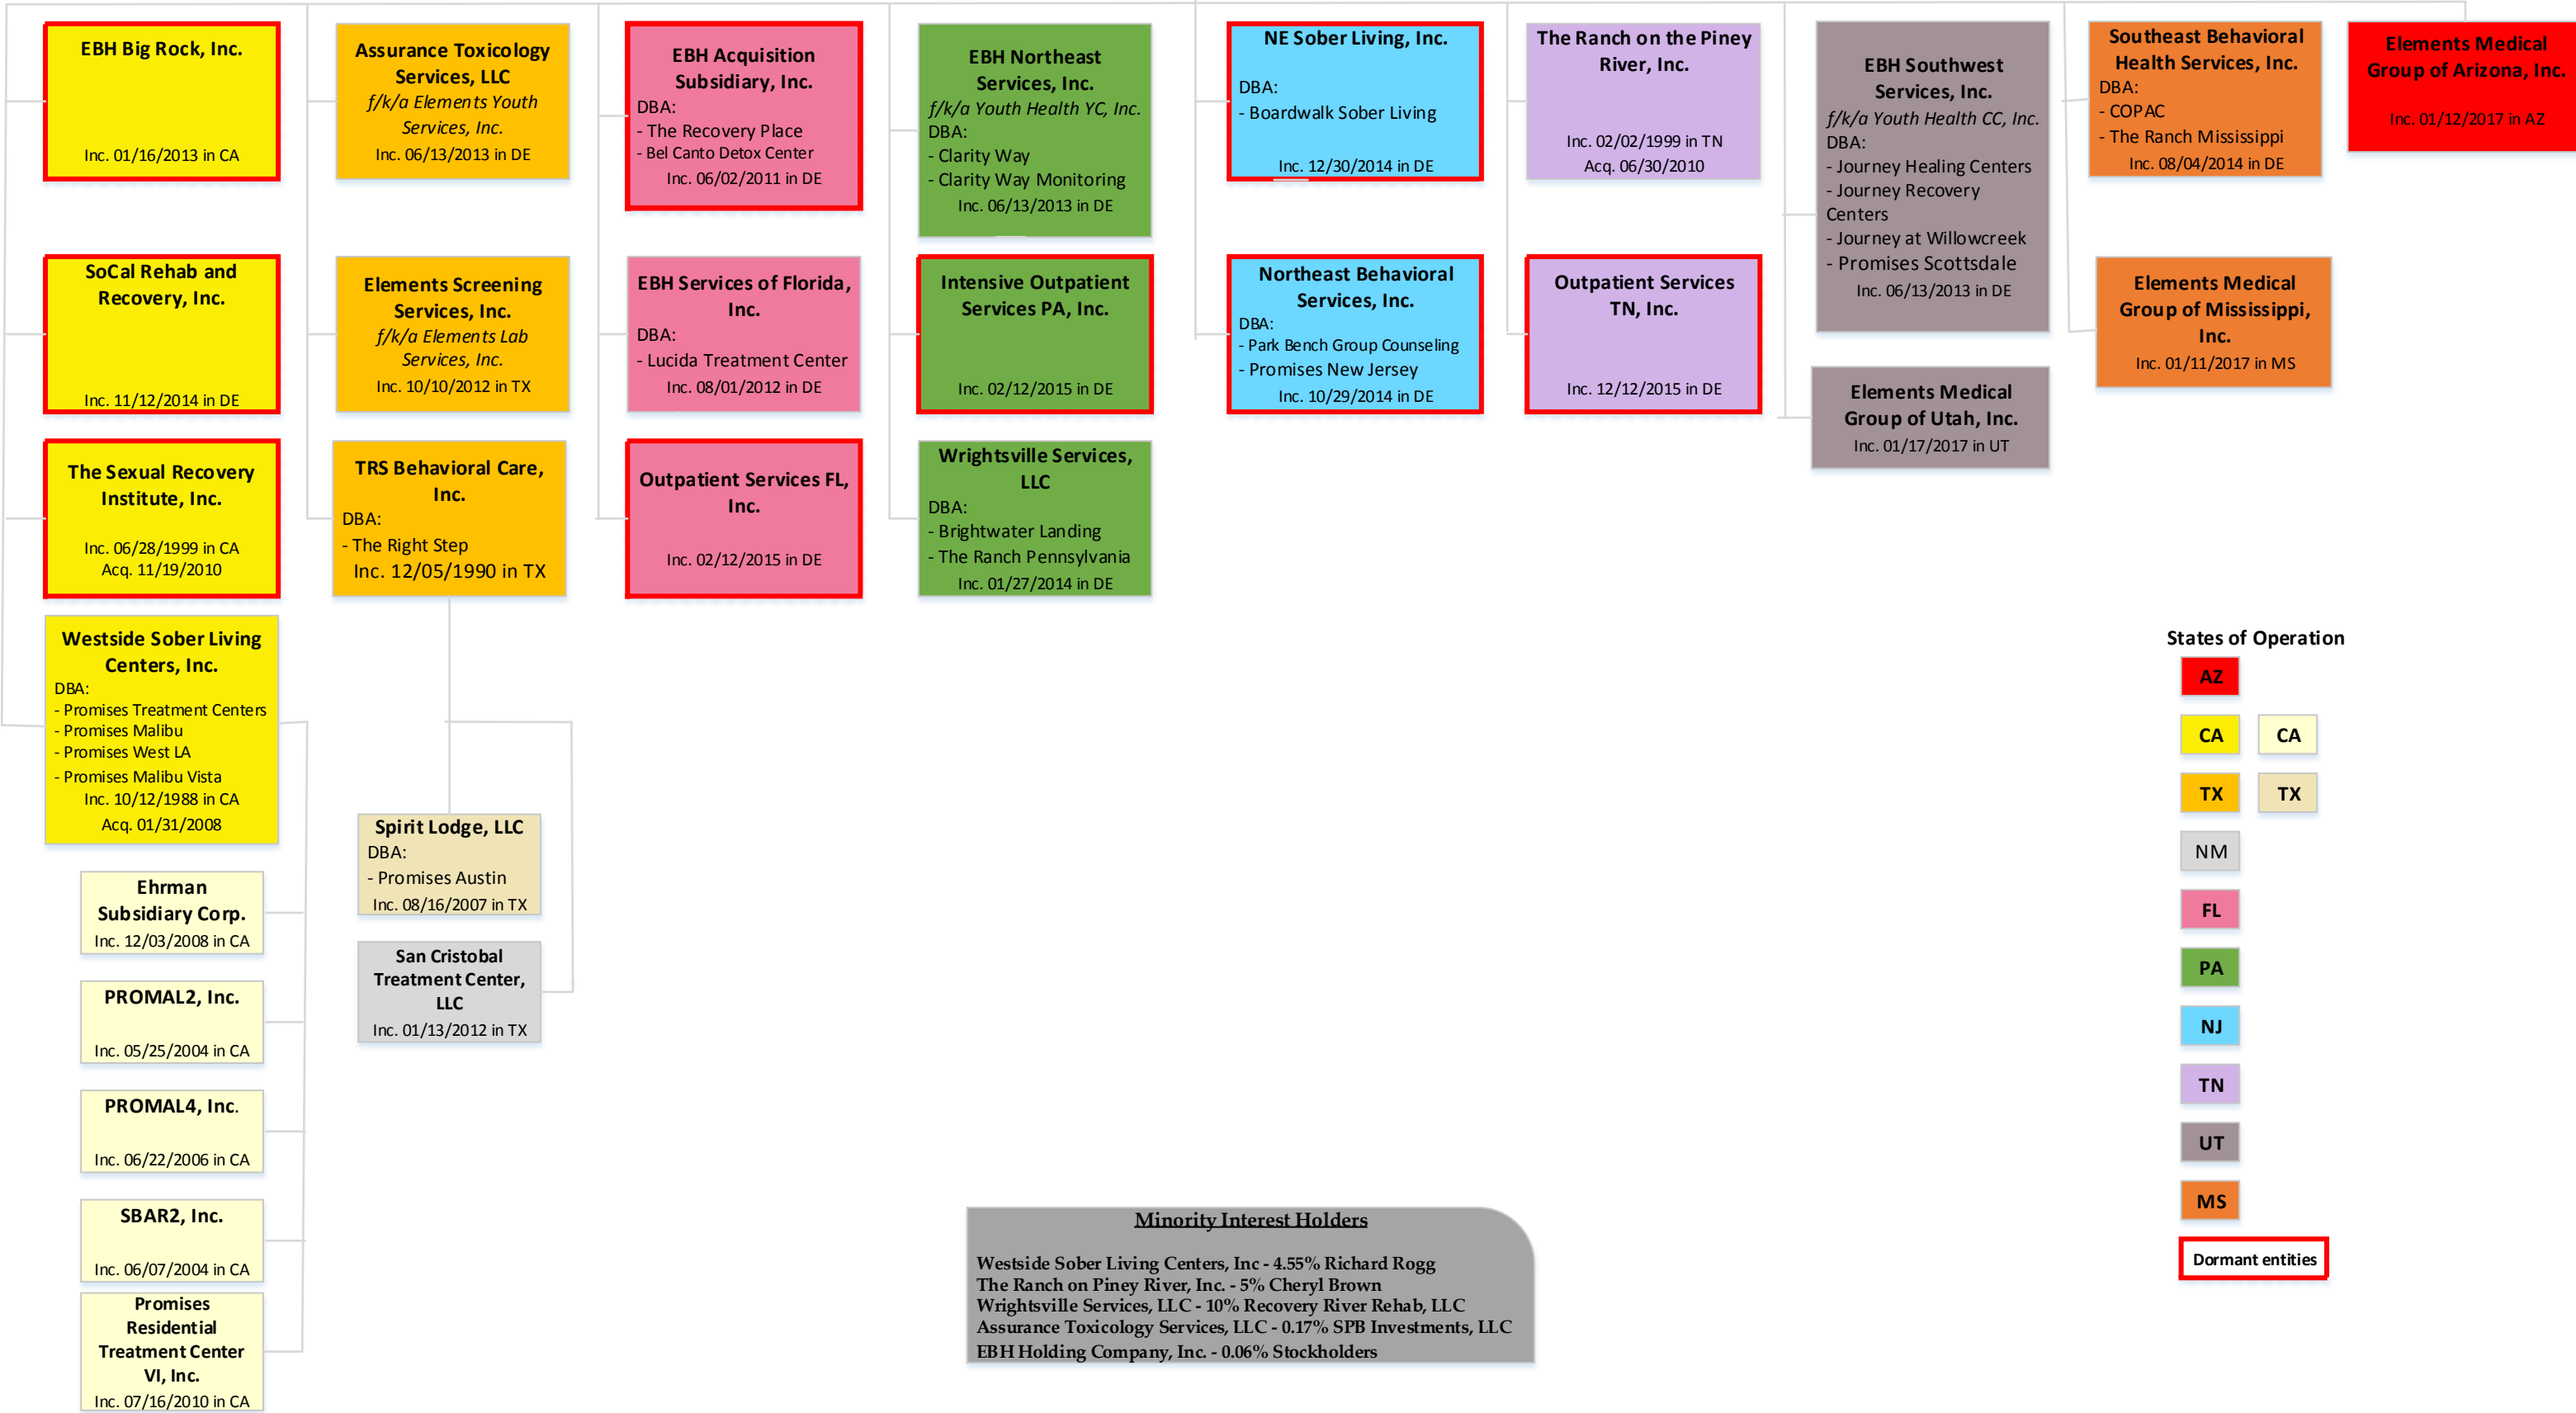 EBH Big Rock, Inc.
Inc. 01/16/2013 in CA
SoCal Rehab and
Recovery, Inc.
Inc. 11/12/2014 in DE
The Sexual Recovery
Institute, Inc.
Inc. 06/28/1999 in CA
Acq. 11/19/2010
Westside Sober Living
Centers, Inc.
DBA:
- Promises Treatment Centers
- Promises Malibu
- Promises West LA
- Promises Malibu Vista
Inc. 10/12/1988 in CA
Acq. 01/31/2008
Ehrman
Subsidiary Corp.
Inc. 12/03/2008 in CA
PROMAL2, Inc.
Inc. 05/25/2004 in CA
PROMAL4, Inc.
Inc. 06/22/2006 in CA
SBAR2, Inc.
Inc. 06/07/2004 in CA
Promises
Residential
Treatment Center
VI, Inc.
Inc. 07/16/2010 in CA
Assurance Toxicology
Services, LLC
f/k/a Elements Youth
Services, Inc.
Inc. 06/13/2013 in DE
Elements Screening
Services, Inc.
f/k/a Elements Lab
Services, Inc.
Inc. 10/10/2012 in TX
TRS Behavioral Care,
Inc.
DBA:
- The Right Step
Inc. 12/05/1990 in TX
Spirit Lodge, LLC
DBA:
- Promises Austin
Inc. 08/16/2007 in TX
San Cristobal
Treatment Center,
LLC
Inc. 01/13/2012 in TX
EBH Acquisition
Subsidiary, Inc.
DBA:
- The Recovery Place
- Bel Canto Detox Center
Inc. 06/02/2011 in DE
EBH Services of Florida,
Inc.
DBA:
- Lucida Treatment Center
Inc. 08/01/2012 in DE
Outpatient Services FL,
Inc.
Inc. 02/12/2015 in DE
EBH Northeast
Services, Inc.
f/k/a Youth Health YC, Inc.
DBA:
- Clarity Way
- Clarity Way Monitoring
Inc. 06/13/2013 in DE
Intensive Outpatient
Services PA, Inc.
Inc. 02/12/2015 in DE
Wrightsville Services,
LLC
DBA:
- Brightwater Landing
- The Ranch Pennsylvania
Inc. 01/27/2014 in DE
NE Sober Living, Inc.
DBA:
- Boardwalk Sober Living
Inc. 12/30/2014 in DE
Northeast Behavioral
Services, Inc.
DBA:
- Park Bench Group Counseling
- Promises New Jersey
Inc. 10/29/2014 in DE
The Ranch on the Piney
River, Inc.
Inc. 02/02/1999 in TN
Acq. 06/30/2010
Outpatient Services
TN, Inc.
Inc. 12/12/2015 in DE
EBH Southwest
Services, Inc.
f/k/a Youth Health CC, Inc.
DBA:
- Journey Healing Centers
- Journey Recovery
Centers
- Journey at Willowcreek
- Promises Scottsdale
Inc. 06/13/2013 in DE
Elements Medical
Group of Utah, Inc.
Inc. 01/17/2017 in UT
Southeast Behavioral
Health Services, Inc.
DBA:
- COPAC
- The Ranch Mississippi
Inc. 08/04/2014 in DE
Elements Medical
Group of Mississippi,
Inc.
Inc. 01/11/2017 in MS
Elements Medical
Group of Arizona, Inc.
Inc. 01/12/2017 in AZ
States of Operation
AZ
CA CA
TX TX
NM
FL
PA
NJ
TN
UT
MS
Dormant entities
Minority Interest Holders
Westside Sober Living Centers, Inc - 4.55% Richard Rogg
The Ranch on Piney River, Inc. - 5% Cheryl Brown
Wrightsville Services, LLC - 10% Recovery River Rehab, LLC
Assurance Toxicology Services, LLC - 0.17% SPB Investments, LLC
EBH Holding Company, Inc. - 0.06% Stockholders